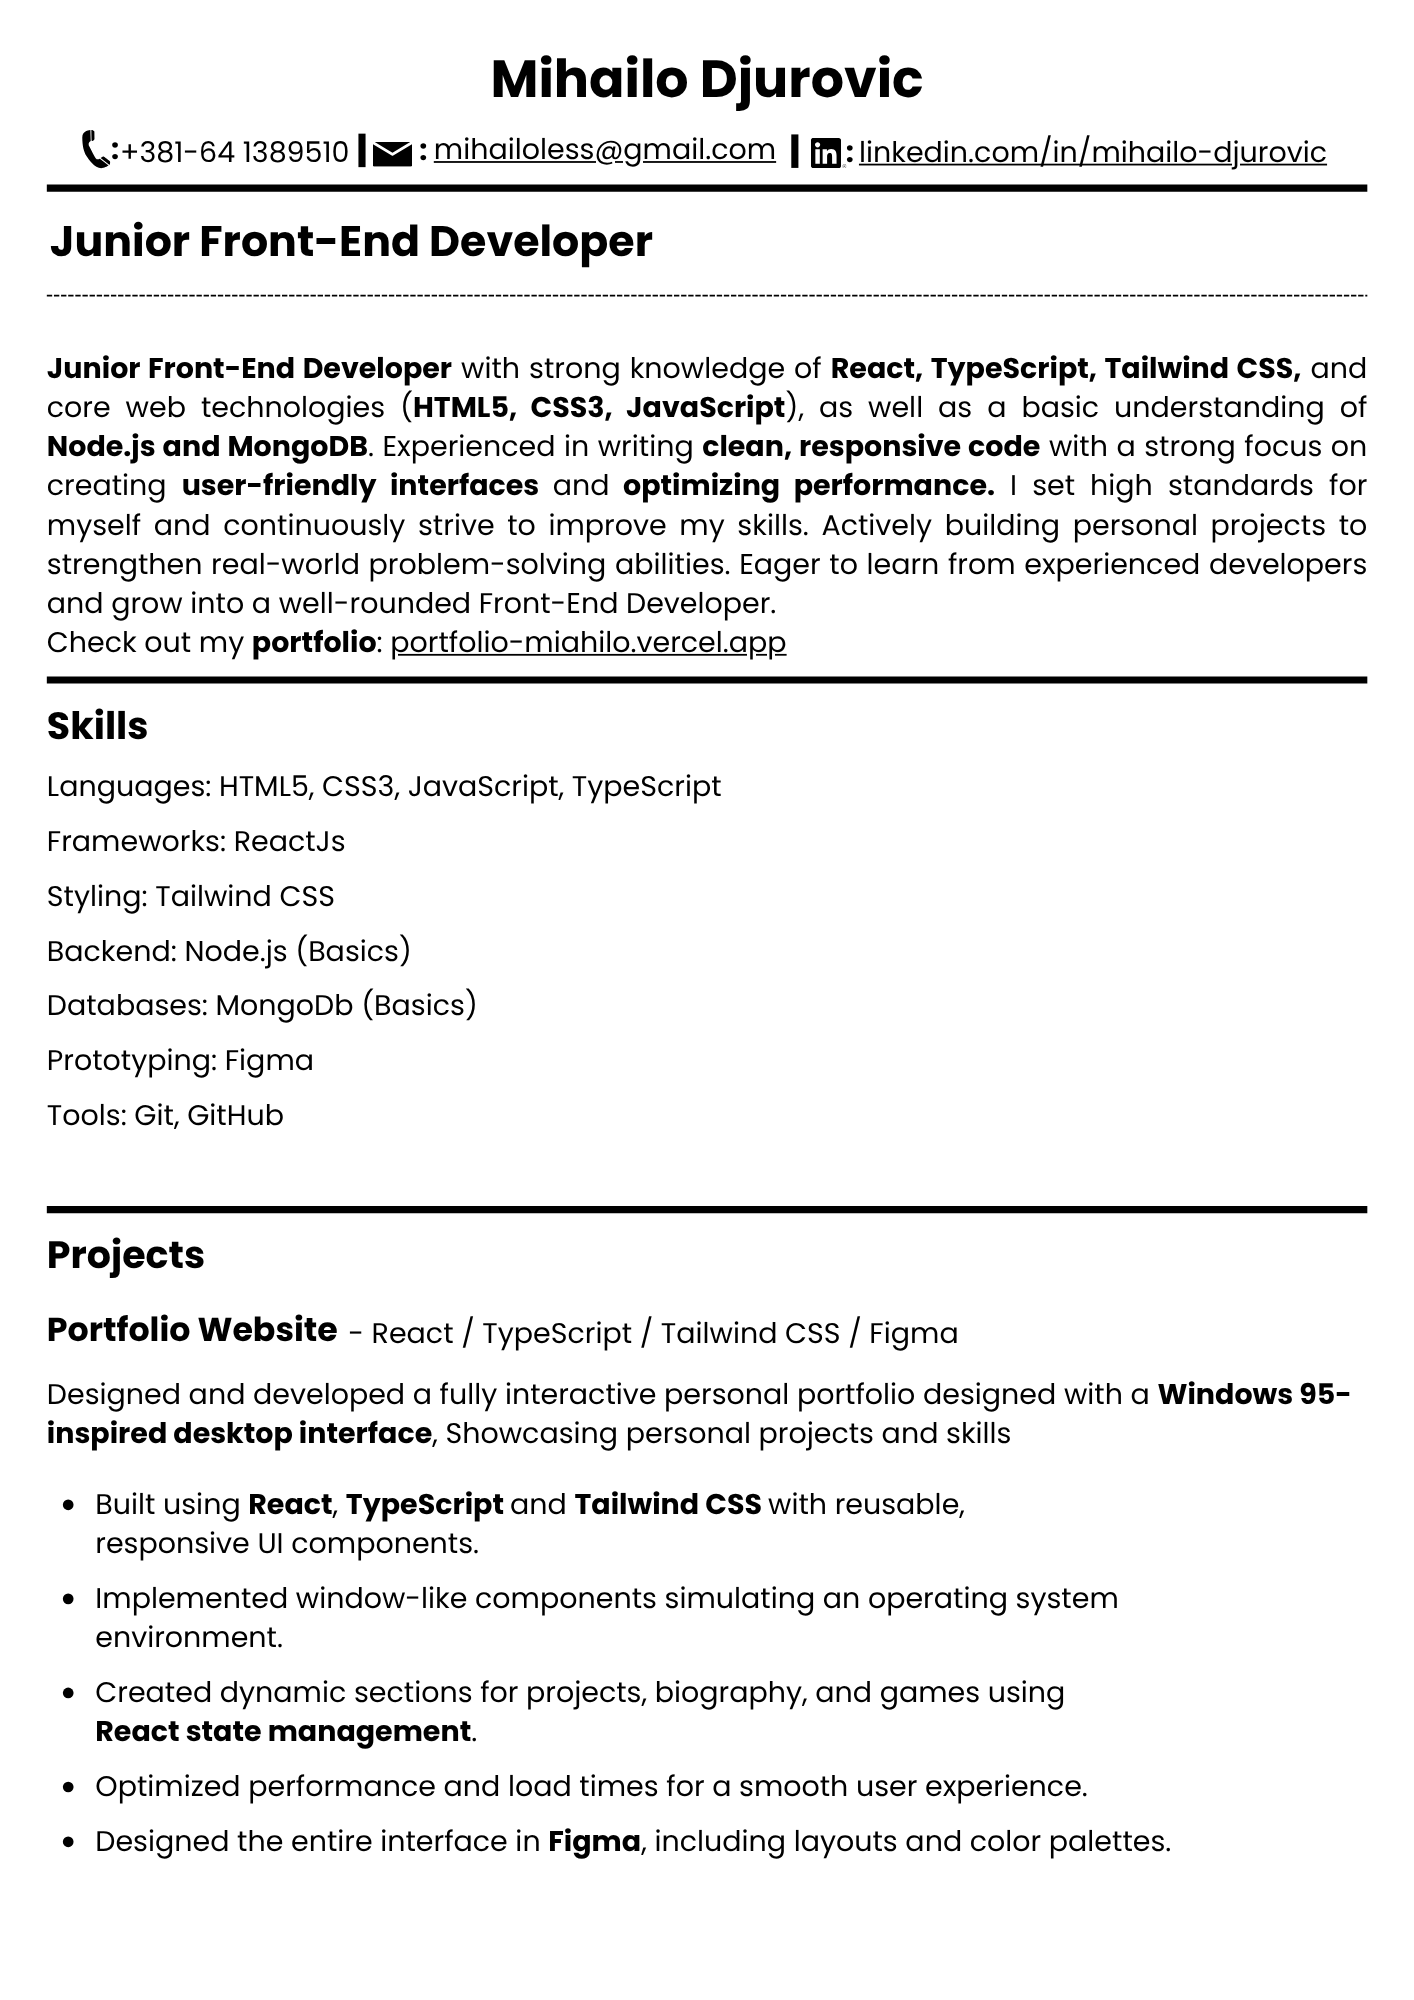 Mihailo Djurovic
:+381-64 1389510 | : mihailoless@gmail.com | in : linkedin.com/in/mihailo-djurovic
Junior Front-End Developer
Junior Front-End Developer with strong knowledge of React, TypeScript, Tailwind CSS, and
core web technologies (HTML5, CSS3, JavaScript), as well as a basic understanding of
Node.js and MongoDB. Experienced in writing clean, responsive code with a strong focus on
creating user-friendly interfaces and optimizing performance. I set high standards for
myself and continuously strive to improve my skills. Actively building personal projects to
strengthen real-world problem-solving abilities. Eager to learn from experienced developers
and grow into a well-rounded Front-End Developer.
Check out my portfolio: portfolio-miahilo.vercel.app
Skills
Languages: HTML5, CSS3, JavaScript, TypeScript
Frameworks: ReactJs
Styling: Tailwind CSS
Backend: Node.js (Basics)
Databases: MongoDb (Basics)
Prototyping: Figma
Tools: Git, GitHub
Projects
Portfolio Website - React / TypeScript / Tailwind CSS / Figma
Designed and developed a fully interactive personal portfolio designed with a Windows 95-
inspired desktop interface, Showcasing personal projects and skills
• Built using React, TypeScript and Tailwind CSS with reusable,
responsive UI components.
• Implemented window-like components simulating an operating system
environment.
• Created dynamic sections for projects, biography, and games using
React state management.
• Optimized performance and load times for a smooth user experience.
• Designed the entire interface in Figma, including layouts and color palettes.